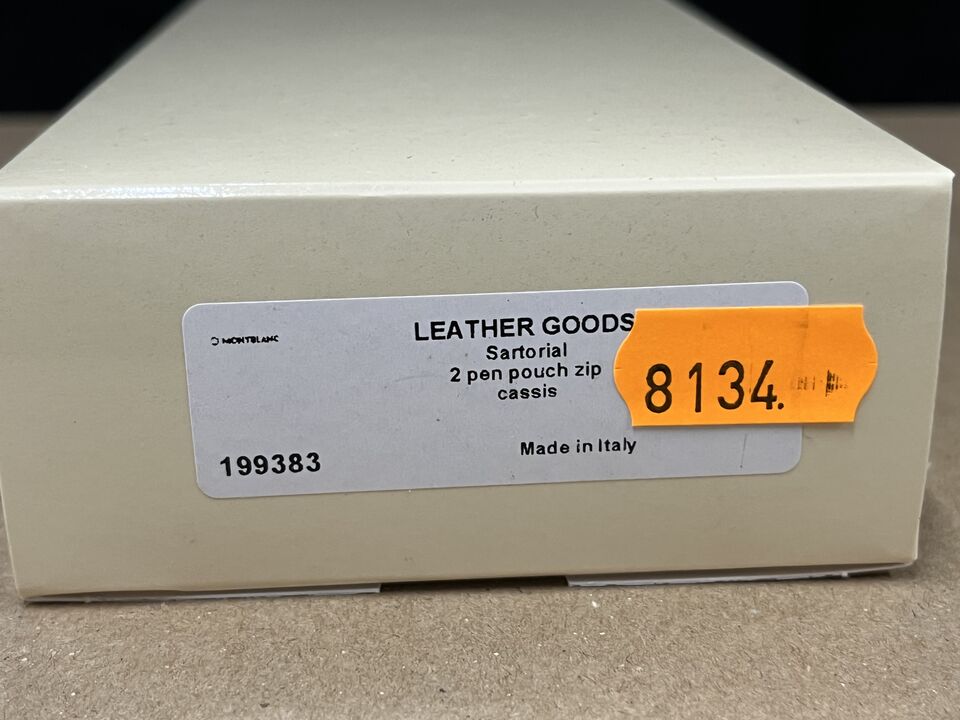 MONTBLANC
LEATHER GOODS
Sartorial
2 pen pouch zip
cassis
8134.
Made in Italy
199383